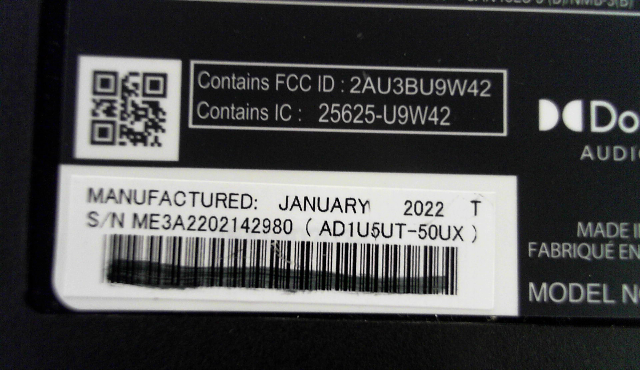 Contains FCC ID : 2AU3BU9W42
Contains IC : 25625-U9W42
AUDIO
MANUFACTURED: JANUARY 2022 T
S/N ME3A2202142980 ( AD1U5UT-50UX )
MADE
FABRIQUÉ EN
MODEL